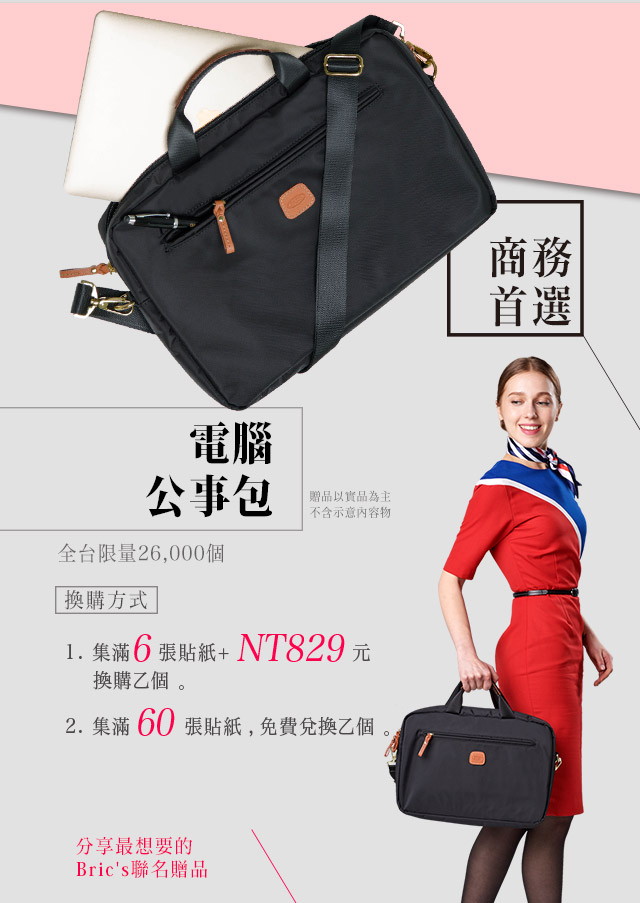 商務
首選
電腦
公事包
贈品以實品為主
不含示意內容物
全台限量26,000個
換購方式
1. 集滿6張貼紙+ NT829元
換購乙個。
2. 集滿60張貼紙,免費兌換乙個。
分享最想要的
Bric's聯名贈品